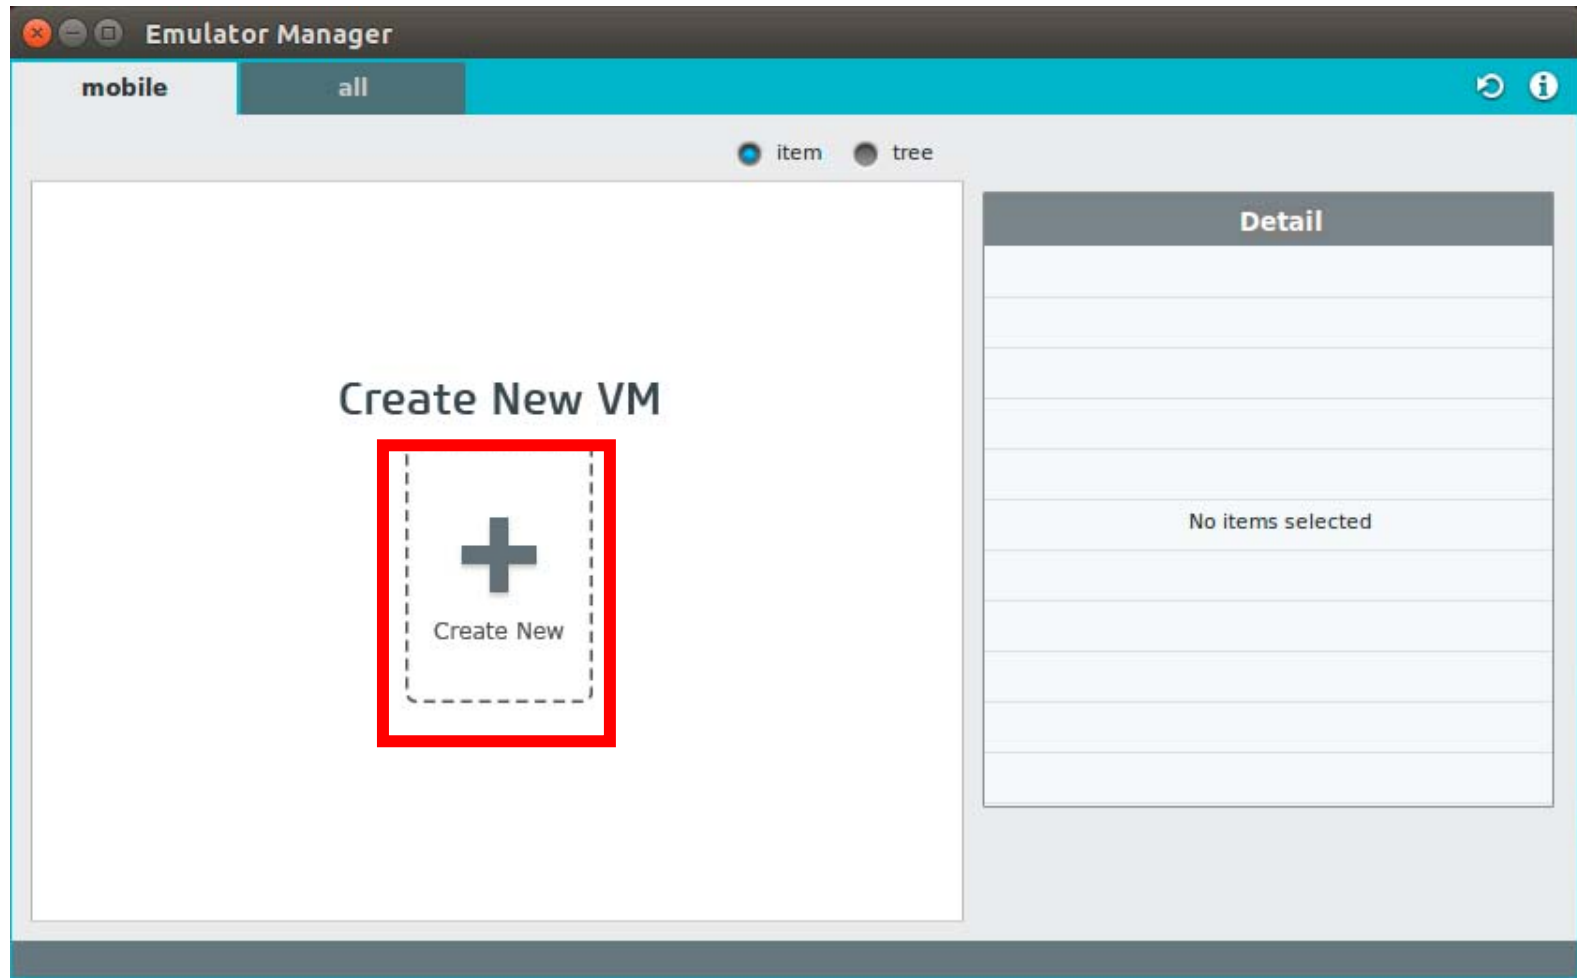 Emulator Manager
mobile
all
item
tree
Create New VM
Create New
Detail
No items selected